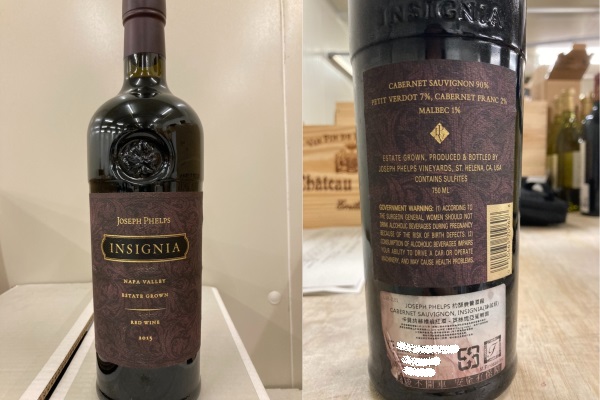 JOSEPH PHELPS
INSIGNIA
NAPA VALLEY
ESTATE GROWN
RED WINE
INSIGNIA
CABERNET SAUVIGNON 90%
PETIT VERDOT 7%, CABERNET FRANC 2%
MALBEC 1%
ESTATE GROWN, PRODUCED & BOTTLED BY
JOSEPH PHELPS VINEYARDS, ST. HELENA, CA. USA
CONTAINS SULFITES
750 ML
GOVERNMENT WARNING: (1) ACCORDING TO
THE SURGEON GENERAL, WOMEN SHOULD NOT
DRINK ALCOHOLIC BEVERAGES DURING PREGNANCY
BECAUSE OF THE RISK OF BIRTH DEFECTS. (2)
CONSUMPTION OF ALCOHOLIC BEVERAGES IMPAIRS
YOUR ABILITY TO DRIVE A CAR OR OPERATE
MACHINERY, AND MAY CAUSE HEALTH PROBLEMS.
JOSEPH PHELPS
CABERNET SAUVIGNON, INSIGNIA
Château